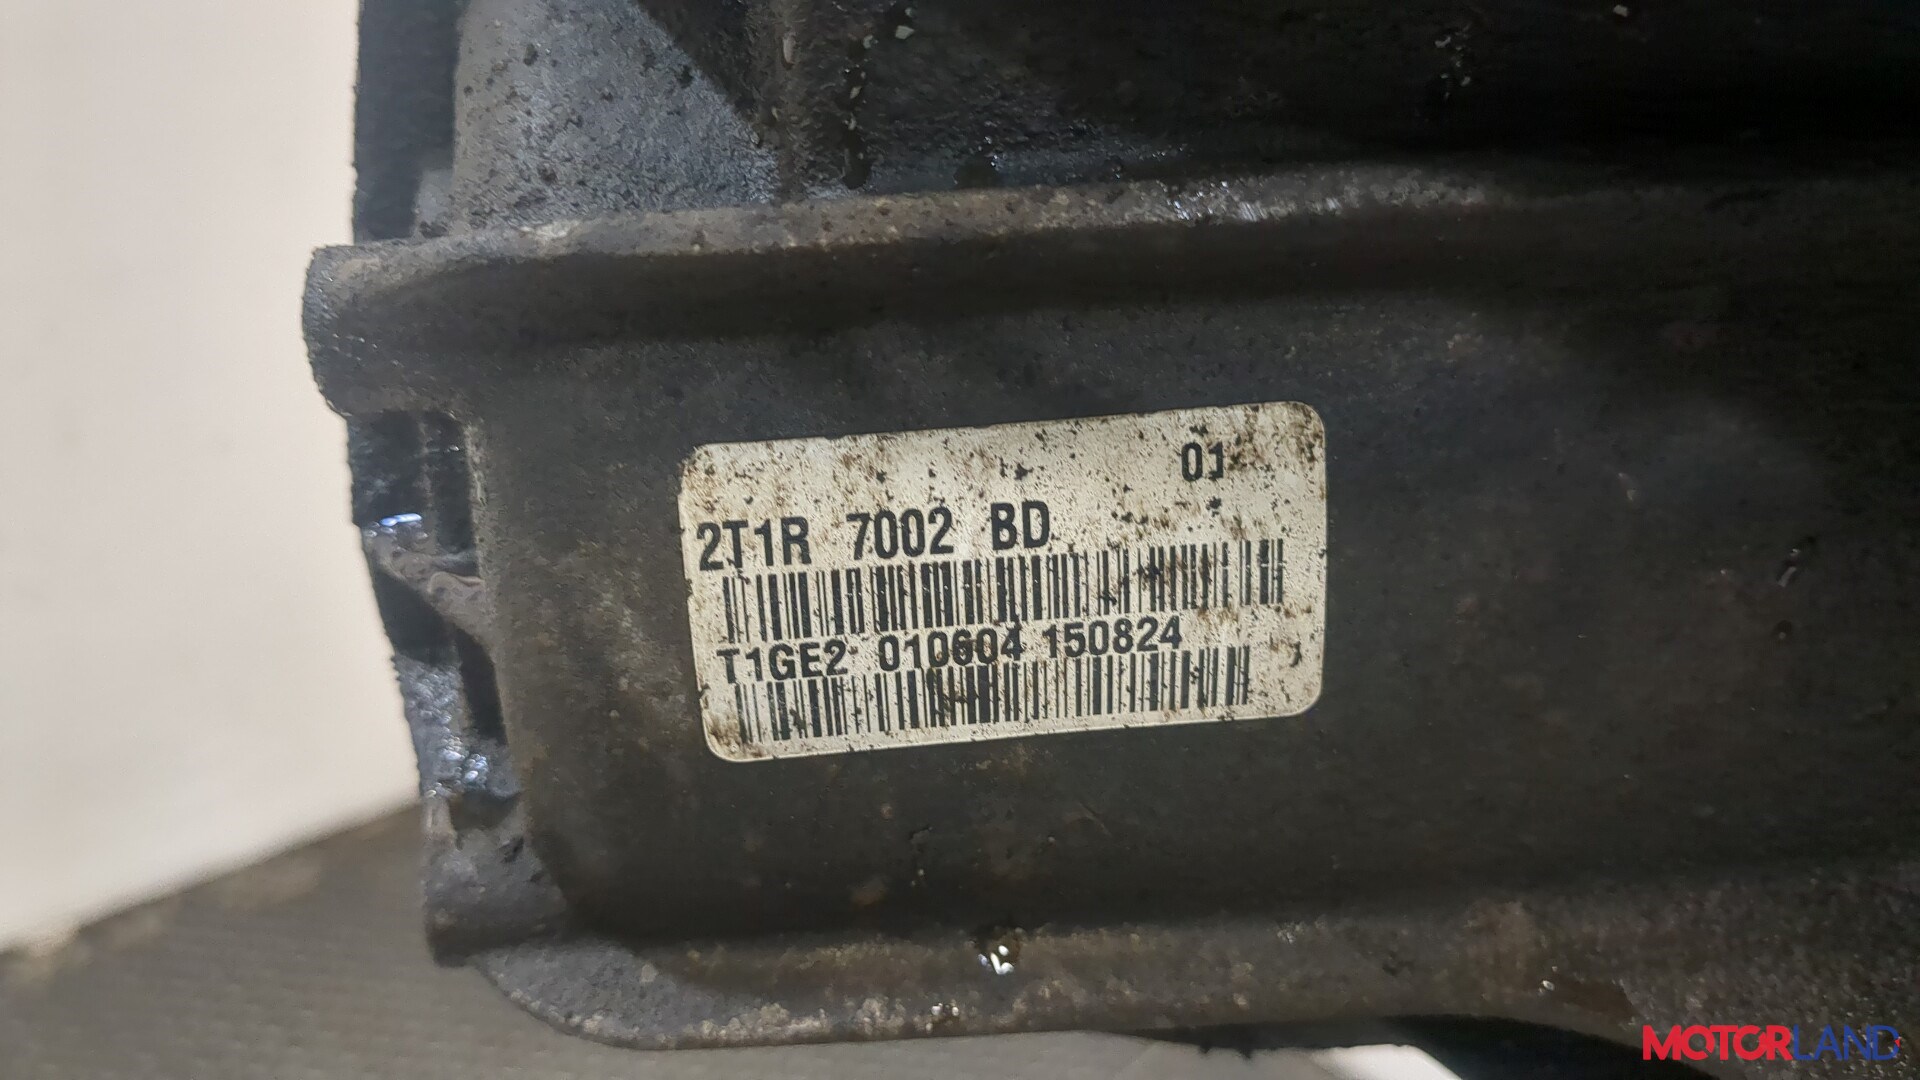 01
2T1R 7002 BD
T1GE2 010604 150824
MOTORLAND